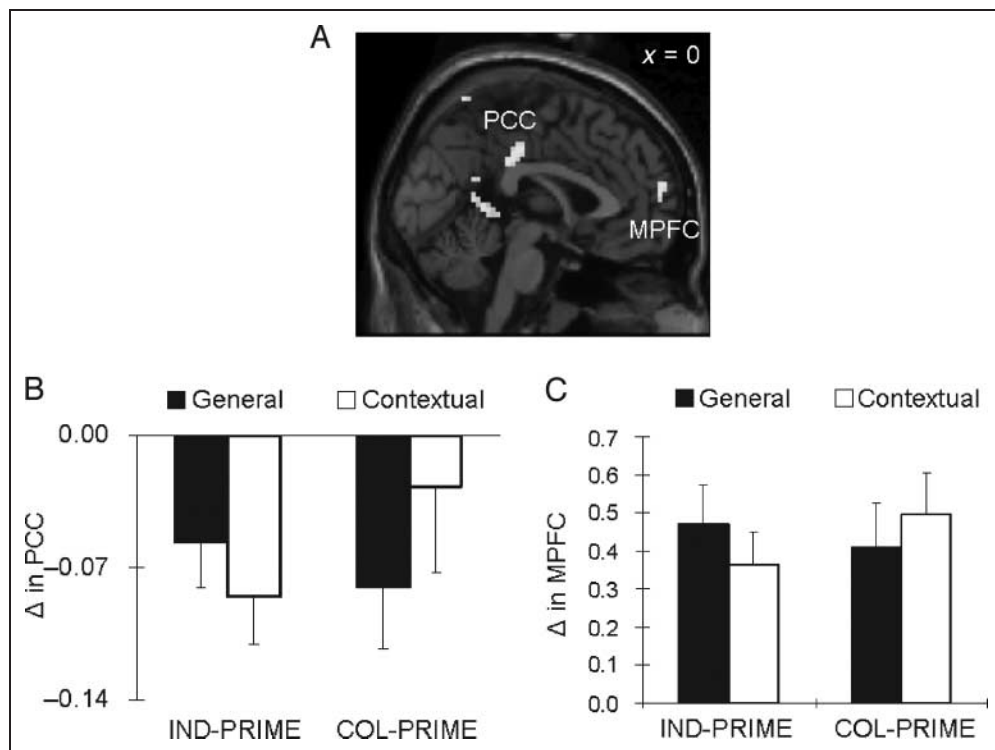 A
x = 0
PCC
MPFC
B
■ General □ Contextual
0.00
−0.07
−0.14
Δ in PCC
IND-PRIME COL-PRIME
C
■ General □ Contextual
0.7
0.6
0.5
0.4
0.3
0.2
0.1
0.0
Δ in MPFC
IND-PRIME COL-PRIME